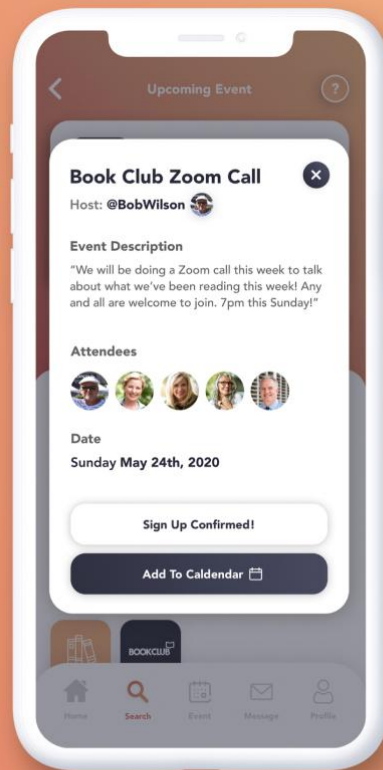 Upcoming Event
?
Book Club Zoom Call
Host: @BobWilson
Event Description
"We will be doing a Zoom call this week to talk
about what we've been reading this week! Any
and all are welcome to join. 7pm this Sunday!"
Attendees
Date
Sunday May 24th, 2020
Sign Up Confirmed!
Add To Caldendar
BOOKCLUB
Home
Search
Event
Message
Profile